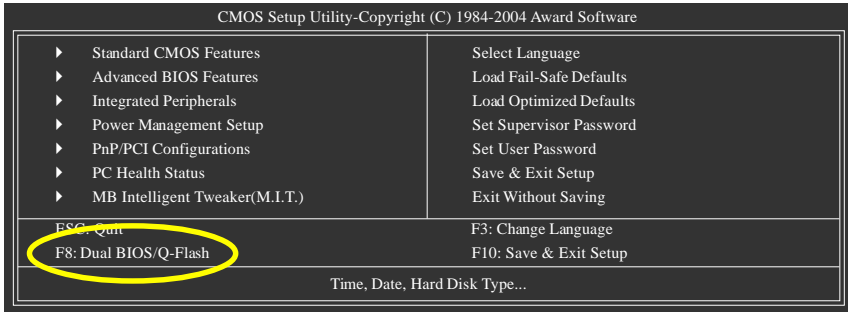 CMOS Setup Utility-Copyright (C) 1984-2004 Award Software
Standard CMOS Features
Advanced BIOS Features
Integrated Peripherals
Power Management Setup
PnP/PCI Configurations
PC Health Status
MB Intelligent Tweaker(M.I.T.)
Select Language
Load Fail-Safe Defaults
Load Optimized Defaults
Set Supervisor Password
Set User Password
Save & Exit Setup
Exit Without Saving
ESC: Quit
F3: Change Language
F8: Dual BIOS/Q-Flash
F10: Save & Exit Setup
Time, Date, Hard Disk Type...